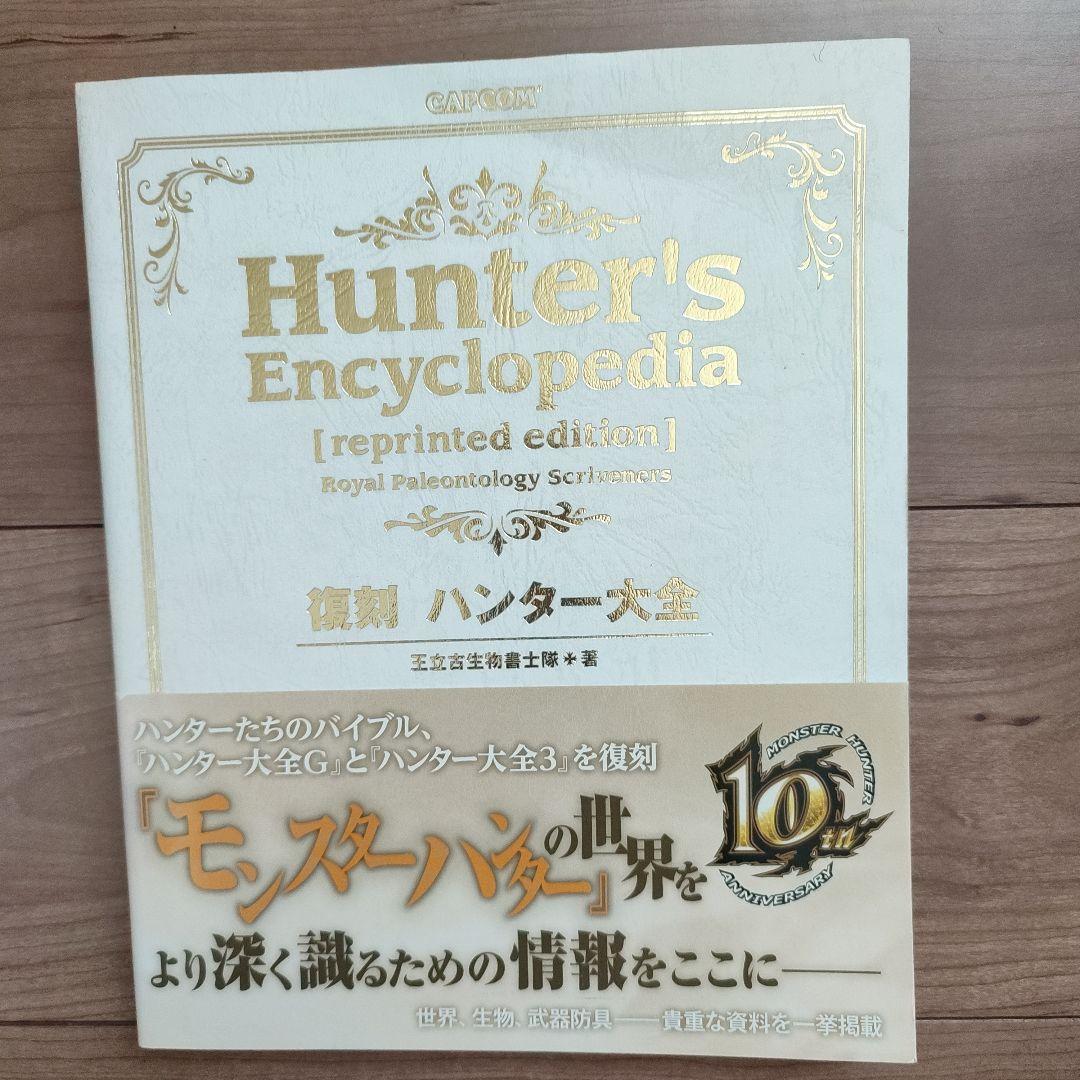 CAPCOM
Hunter's
Encyclopedia
[reprinted edition]
Royal Paleontology Scriveners
復刻 ハンター大全
王立古生物書士隊✠著
ハンターたちのバイブル、
『ハンター大全G』と『ハンター大全3』を復刻
『モンスターハンター』の世界を
より深く識るための情報をここに――
世界、生物、武器防具――貴重な資料を一挙掲載
MONSTER HUNTER
10th
ANNIVERSARY